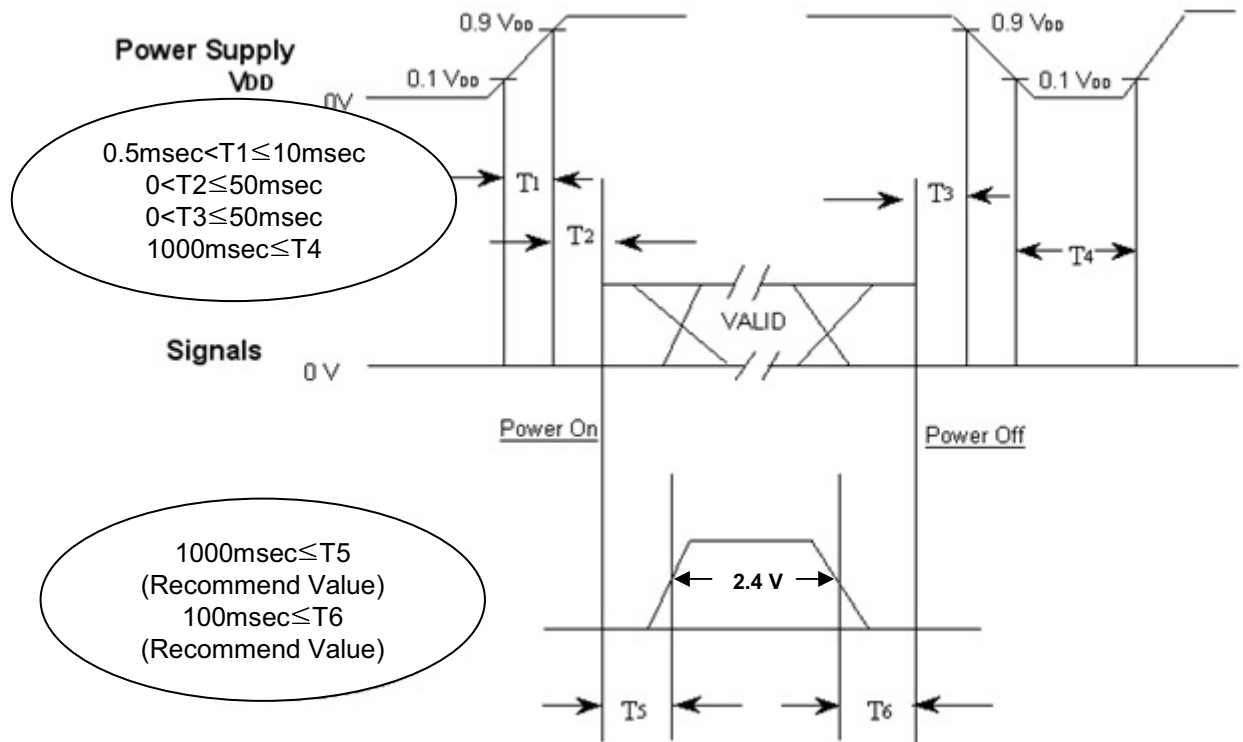 0.9 VDD
0.9 VDD
Power Supply
VDD
0.1 VDD
0.1 VDD
0V
0.5msec<T1≦10msec
0<T2≦50msec
0<T3≦50msec
1000msec≦T4
T1
T3
T2
T4
VALID
Signals
0 V
Power On
Power Off
1000msec≦T5
(Recommend Value)
100msec≦T6
(Recommend Value)
2.4 V
T5
T6